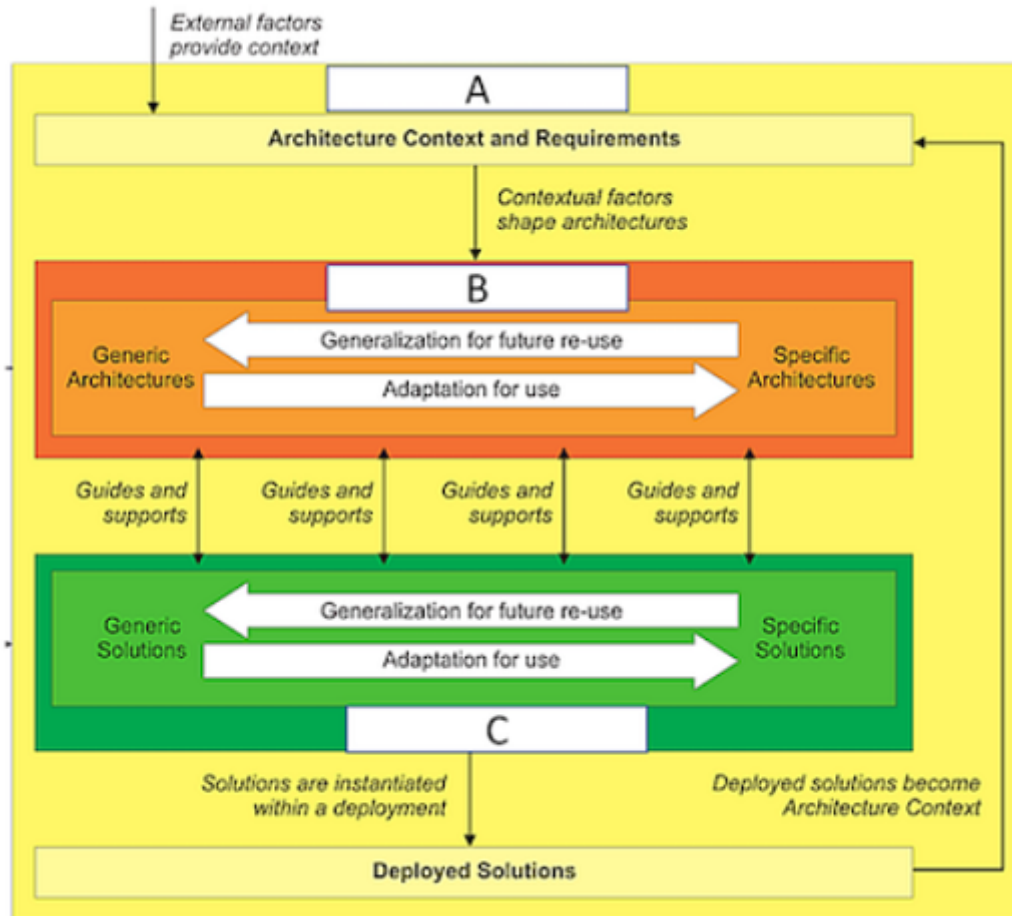 External factors
provide context
A
Architecture Context and Requirements
Contextual factors
shape architectures
B
Generalization for future re-use
Generic
Architectures
Specific
Architectures
Adaptation for use
Guides and
supports
Guides and
supports
Guides and
supports
Guides and
supports
Generalization for future re-use
Generic
Solutions
Specific
Solutions
Adaptation for use
C
Solutions are instantiated
within a deployment
Deployed solutions become
Architecture Context
Deployed Solutions